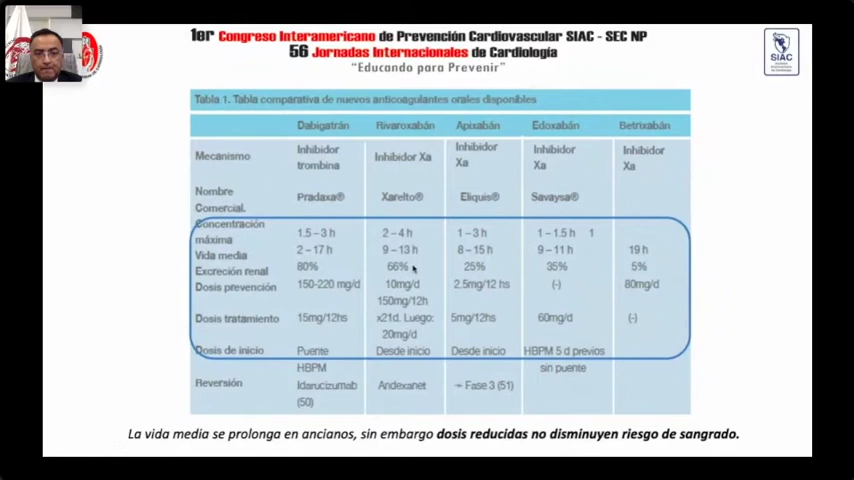 1er Congreso Interamericano de Prevención Cardiovascular SIAC - SEC NP
56 Jornadas Internacionales de Cardiología
“Educando para Prevenir”
SIAC
Tabla 1. Tabla comparativa de nuevos anticoagulantes orales disponibles
Dabigatrán Rivaroxabán Apixabán Edoxabán Betrixabán
Mecanismo Inhibidor trombina Inhibidor Xa Inhibidor Xa Inhibidor Xa Inhibidor Xa
Nombre Comercial. Pradaxa® Xarelto® Eliquis® Savaysa®
Concentración máxima 1.5 – 3 h 2 – 4 h 1 – 3 h 1 – 1.5 h 1
Vida media 2 – 17 h 9 – 13 h 8 – 15 h 9 – 11 h 19 h
Excreción renal 80% 66% 25% 35% 5%
Dosis prevención 150-220 mg/d 10mg/d 2.5mg/12 hs (-) 80mg/d
150mg/12h
Dosis tratamiento 15mg/12hs x21d. Luego: 5mg/12hs 60mg/d (-)
20mg/d
Dosis de inicio Puente Desde inicio Desde inicio HBPM 5 d previos
HBPM sin puente
Reversión Idarucizumab Andexanet → Fase 3 (51)
(50)
La vida media se prolonga en ancianos, sin embargo dosis reducidas no disminuyen riesgo de sangrado.